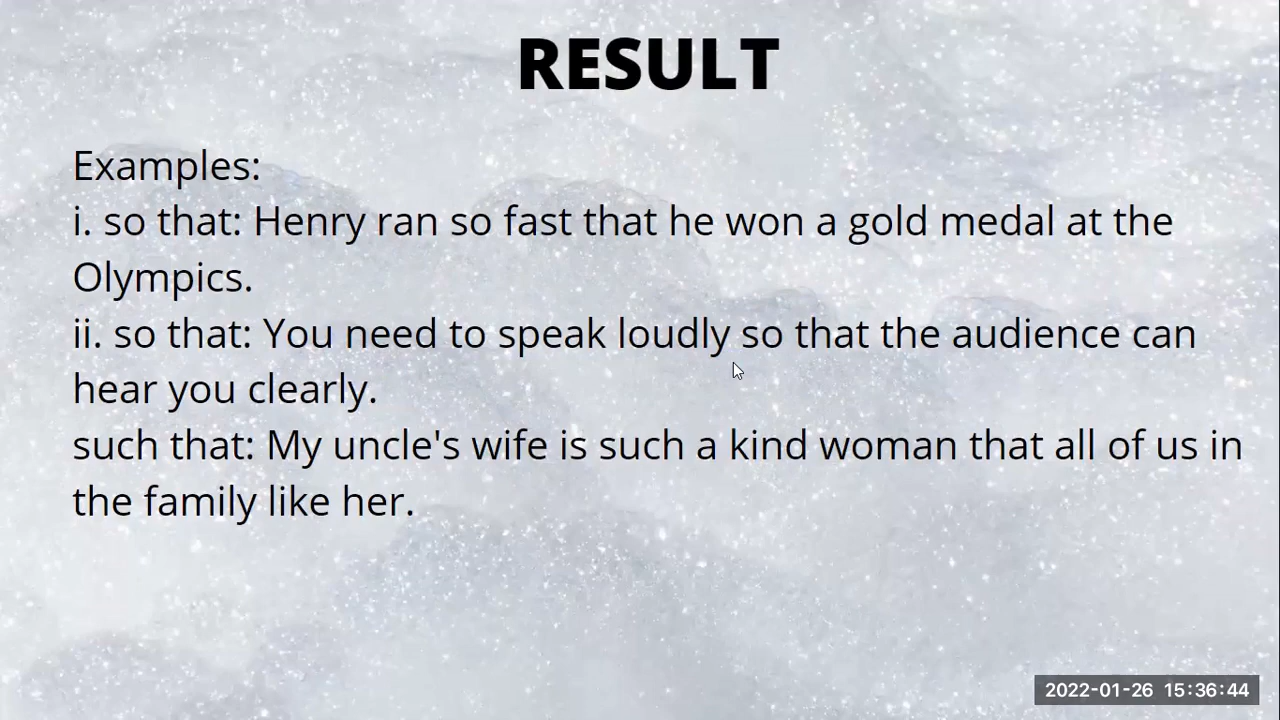 RESULT
Examples:
i. so that: Henry ran so fast that he won a gold medal at the
Olympics.
ii. so that: You need to speak loudly so that the audience can
hear you clearly.
such that: My uncle's wife is such a kind woman that all of us in
the family like her.
2022-01-26 15:36:44